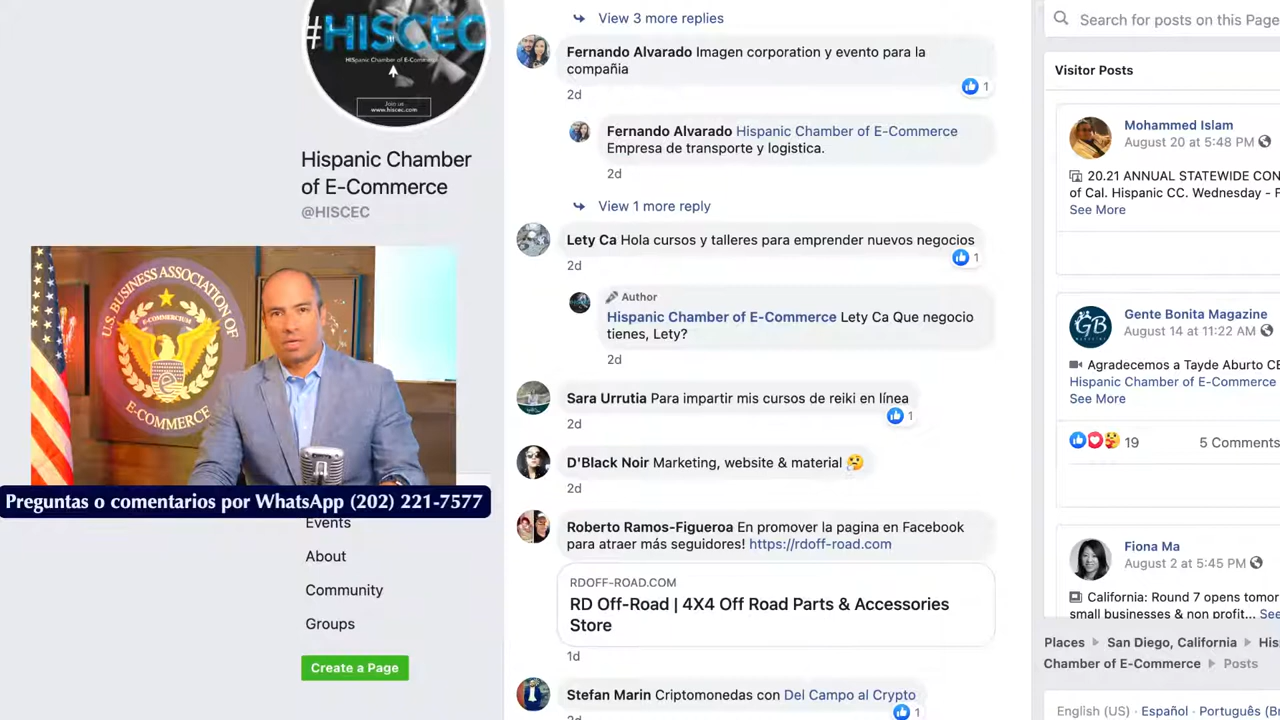 #HISCEC
HISpanic Chamber of E-Commerce
Join us
www.hiscec.com
Hispanic Chamber
of E-Commerce
@HISCEC
U.S. BUSINESS ASSOCIATION OF
E-COMMERCIUM
e
E-COMMERCE
Preguntas o comentarios por WhatsApp (202) 221-7577
Events
About
Community
Groups
Create a Page
View 3 more replies
Fernando Alvarado Imagen corporation y evento para la
compañia
1
2d
Fernando Alvarado Hispanic Chamber of E-Commerce
Empresa de transporte y logistica.
2d
View 1 more reply
Lety Ca Hola cursos y talleres para emprender nuevos negocios
1
2d
Author
Hispanic Chamber of E-Commerce Lety Ca Que negocio
tienes, Lety?
2d
Sara Urrutia Para impartir mis cursos de reiki en línea
1
2d
D'Black Noir Marketing, website & material
2d
Roberto Ramos-Figueroa En promover la pagina en Facebook
para atraer más seguidores! https://rdoff-road.com
RDOFF-ROAD.COM
RD Off-Road | 4X4 Off Road Parts & Accessories
Store
1d
Stefan Marin Criptomonedas con Del Campo al Crypto
1
2d
Search for posts on this Page
Visitor Posts
Mohammed Islam
August 20 at 5:48 PM
20.21 ANNUAL STATEWIDE CON
of Cal. Hispanic CC. Wednesday - F
See More
GB
Gente Bonita Magazine
August 14 at 11:22 AM
Agradecemos a Tayde Aburto CE
Hispanic Chamber of E-Commerce
See More
19
5 Comments
Fiona Ma
August 2 at 5:45 PM
California: Round 7 opens tomor
small businesses & non profit... See
Places
San Diego, California
His
Chamber of E-Commerce
Posts
English (US) · Español · Português (Br